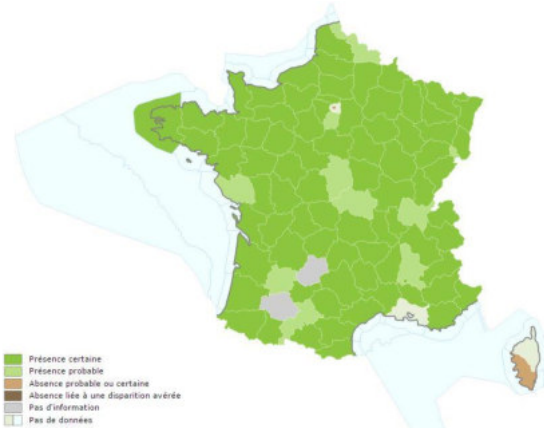 Présence certaine
Présence probable
Absence probable ou certaine
Absence liée à une disparition avérée
Pas d'information
Pas de données